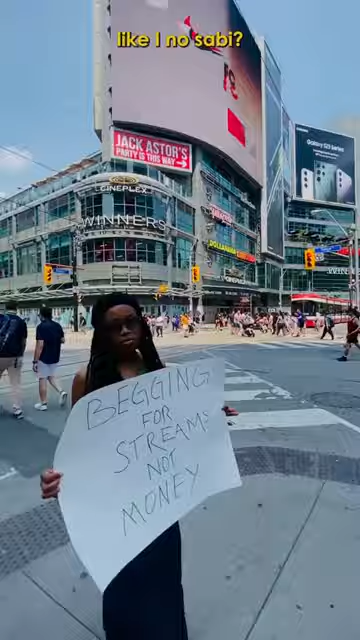 like I no sabi?
JACK ASTOR'S
PARTY IS THIS WAY →
CINEPLEX
WINNERS
DOLLARAMA
Galaxy S23 Series
BEGGING
FOR
STREAMS
NOT
MONEY